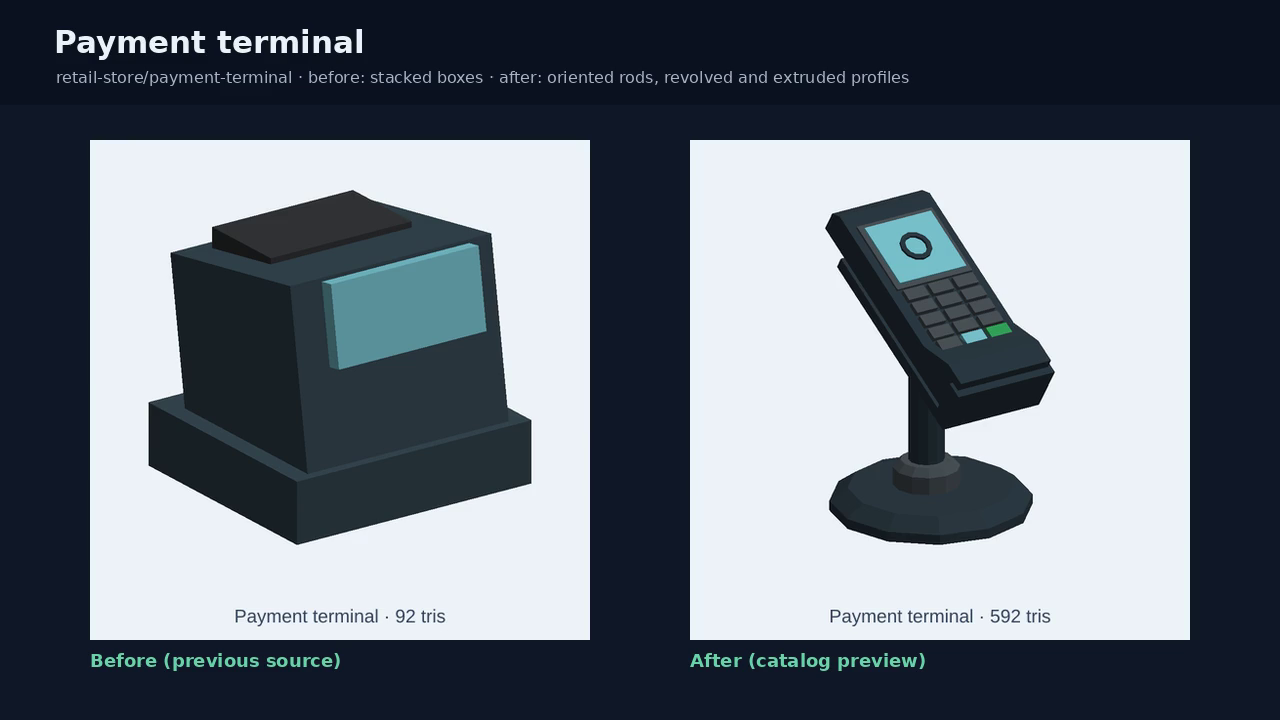 Payment terminal
retail-store/payment-terminal · before: stacked boxes · after: oriented rods, revolved and extruded profiles
Payment terminal · 92 tris
Payment terminal · 592 tris
Before (previous source)
After (catalog preview)